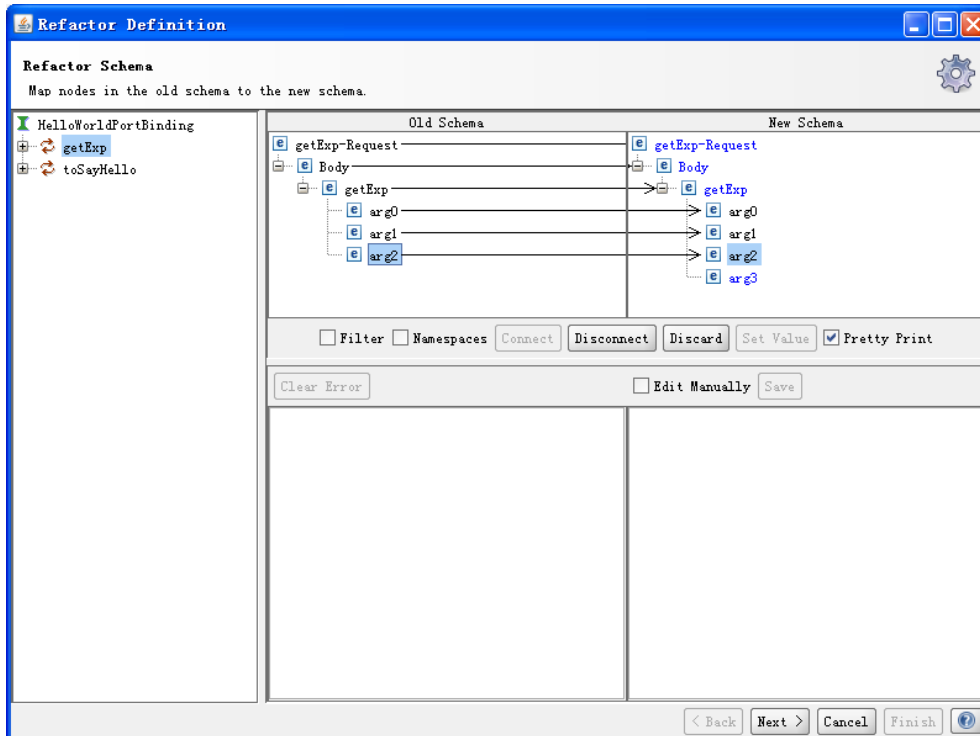 Refactor Definition
Refactor Schema
Map nodes in the old schema to the new schema.
HelloWorldPortBinding
getExp
toSayHello
Old Schema
New Schema
e getExp-Request
e getExp-Request
e Body
e Body
e getExp
e getExp
e arg0
e arg0
e arg1
e arg1
e arg2
e arg2
e arg3
Filter Namespaces Connect Disconnect Discard Set Value Pretty Print
Clear Error
Edit Manually Save
< Back Next > Cancel Finish ?